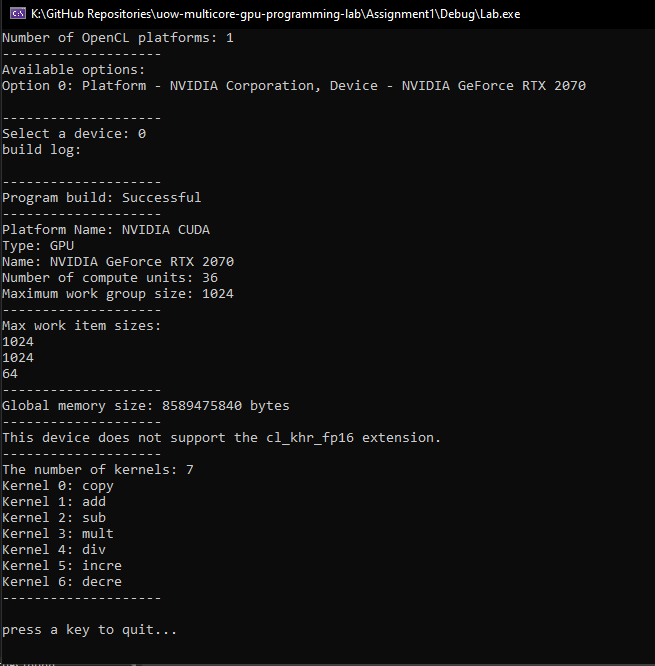 K:\GitHub Repositories\uow-multicore-gpu-programming-lab\Assignment1\Debug\Lab.exe
Number of OpenCL platforms: 1
--------------------
Available options:
Option 0: Platform - NVIDIA Corporation, Device - NVIDIA GeForce RTX 2070
--------------------
Select a device: 0
build log:
--------------------
Program build: Successful
--------------------
Platform Name: NVIDIA CUDA
Type: GPU
Name: NVIDIA GeForce RTX 2070
Number of compute units: 36
Maximum work group size: 1024
--------------------
Max work item sizes:
1024
1024
64
--------------------
Global memory size: 8589475840 bytes
--------------------
This device does not support the cl_khr_fp16 extension.
--------------------
The number of kernels: 7
Kernel 0: copy
Kernel 1: add
Kernel 2: sub
Kernel 3: mult
Kernel 4: div
Kernel 5: incre
Kernel 6: decre
--------------------
press a key to quit...